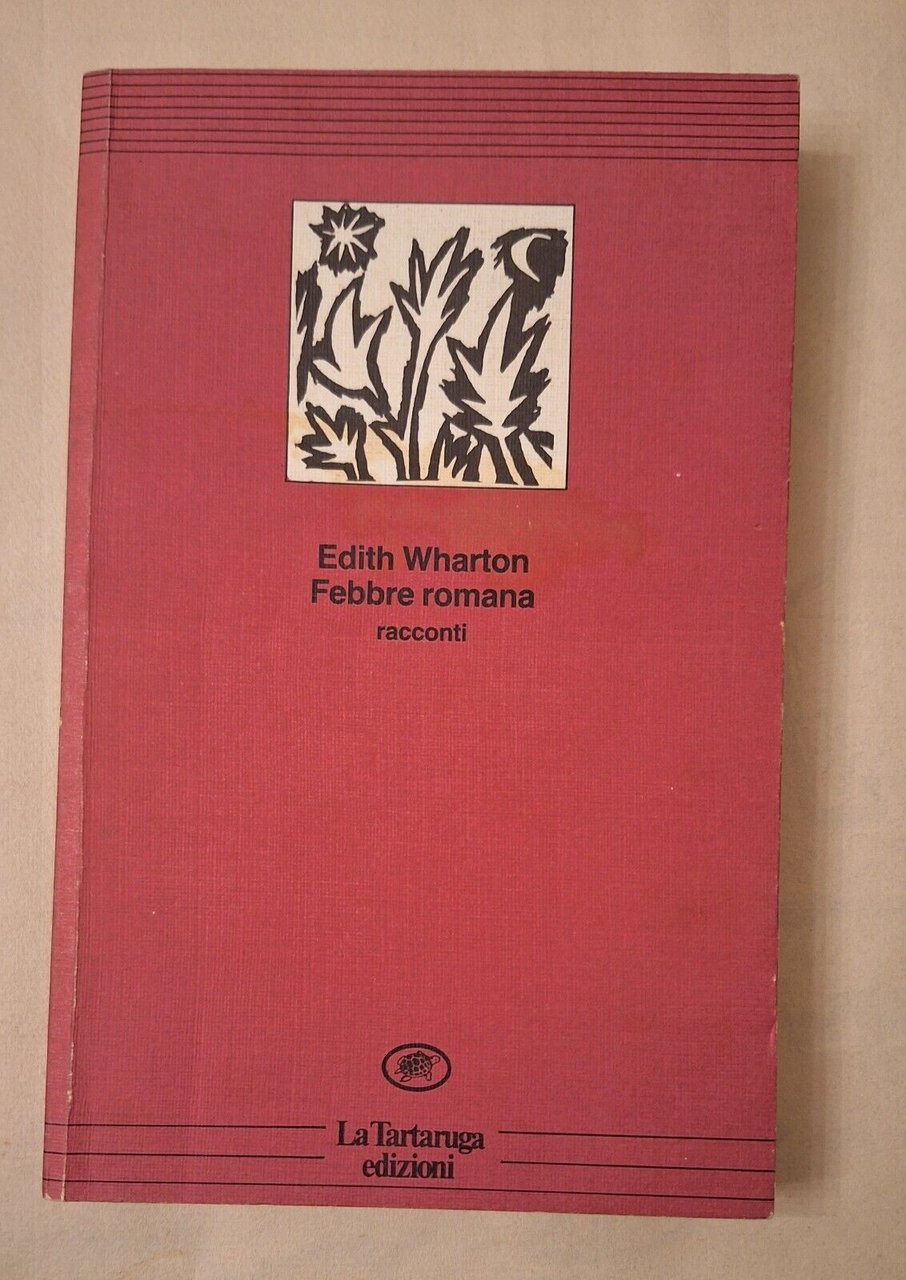 Edith Wharton
Febbre romana
racconti
La Tartaruga
edizioni